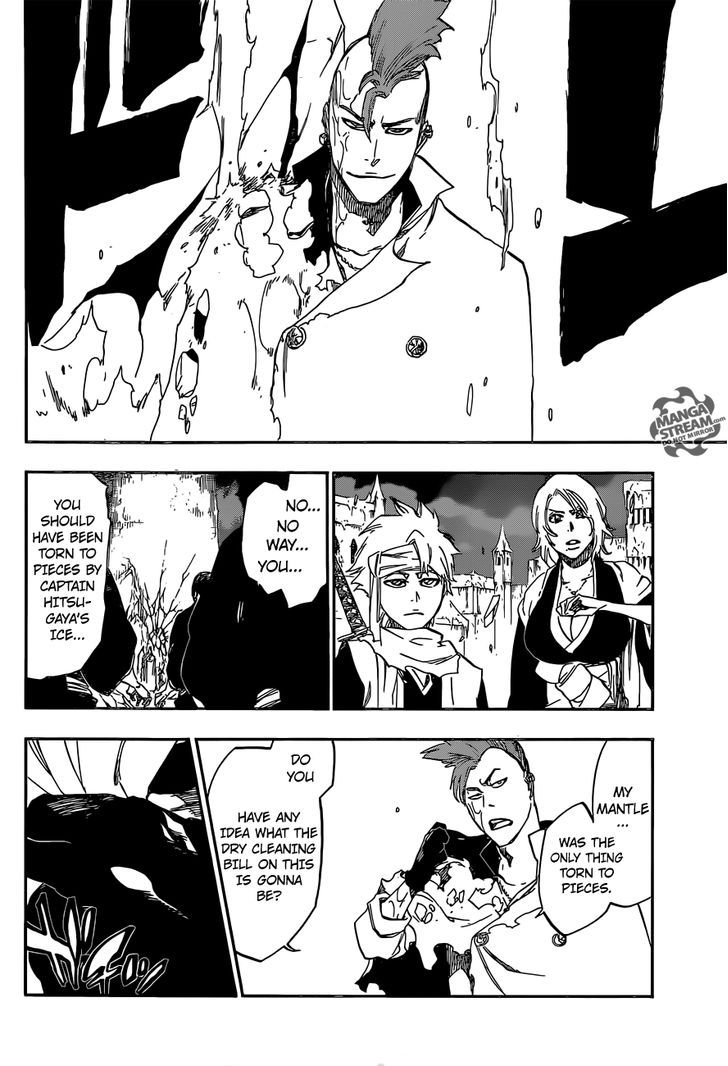 MANGA
STREAM.com
DO NOT MIRROR
NO...
NO
WAY...
YOU...
YOU
SHOULD
HAVE BEEN
TORN TO
PIECES BY
CAPTAIN
HITSU-
GAYA'S
ICE...
MY
MANTLE
...
WAS THE
ONLY THING
TORN TO
PIECES.
DO
YOU
HAVE ANY
IDEA WHAT THE
DRY CLEANING
BILL ON THIS
IS GONNA
BE?